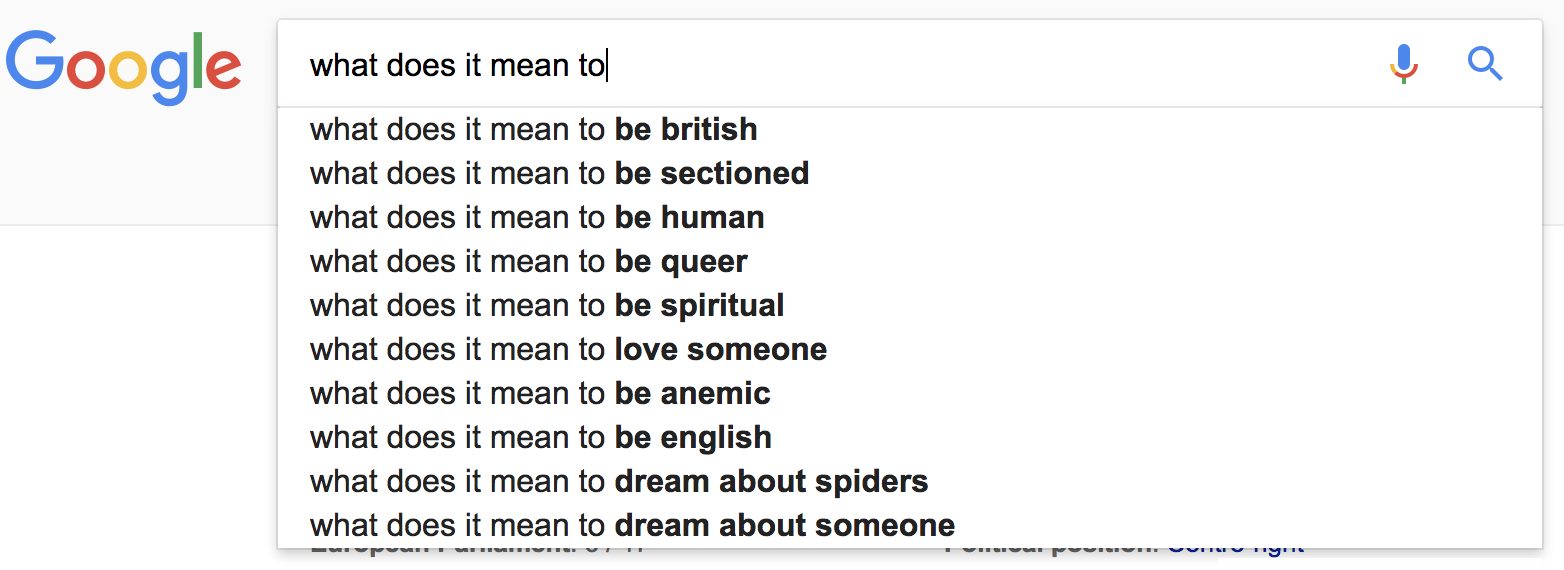 Google
what does it mean to
what does it mean to be british
what does it mean to be sectioned
what does it mean to be human
what does it mean to be queer
what does it mean to be spiritual
what does it mean to love someone
what does it mean to be anemic
what does it mean to be english
what does it mean to dream about spiders
what does it mean to dream about someone
European Parliament: Political position: Centre-right